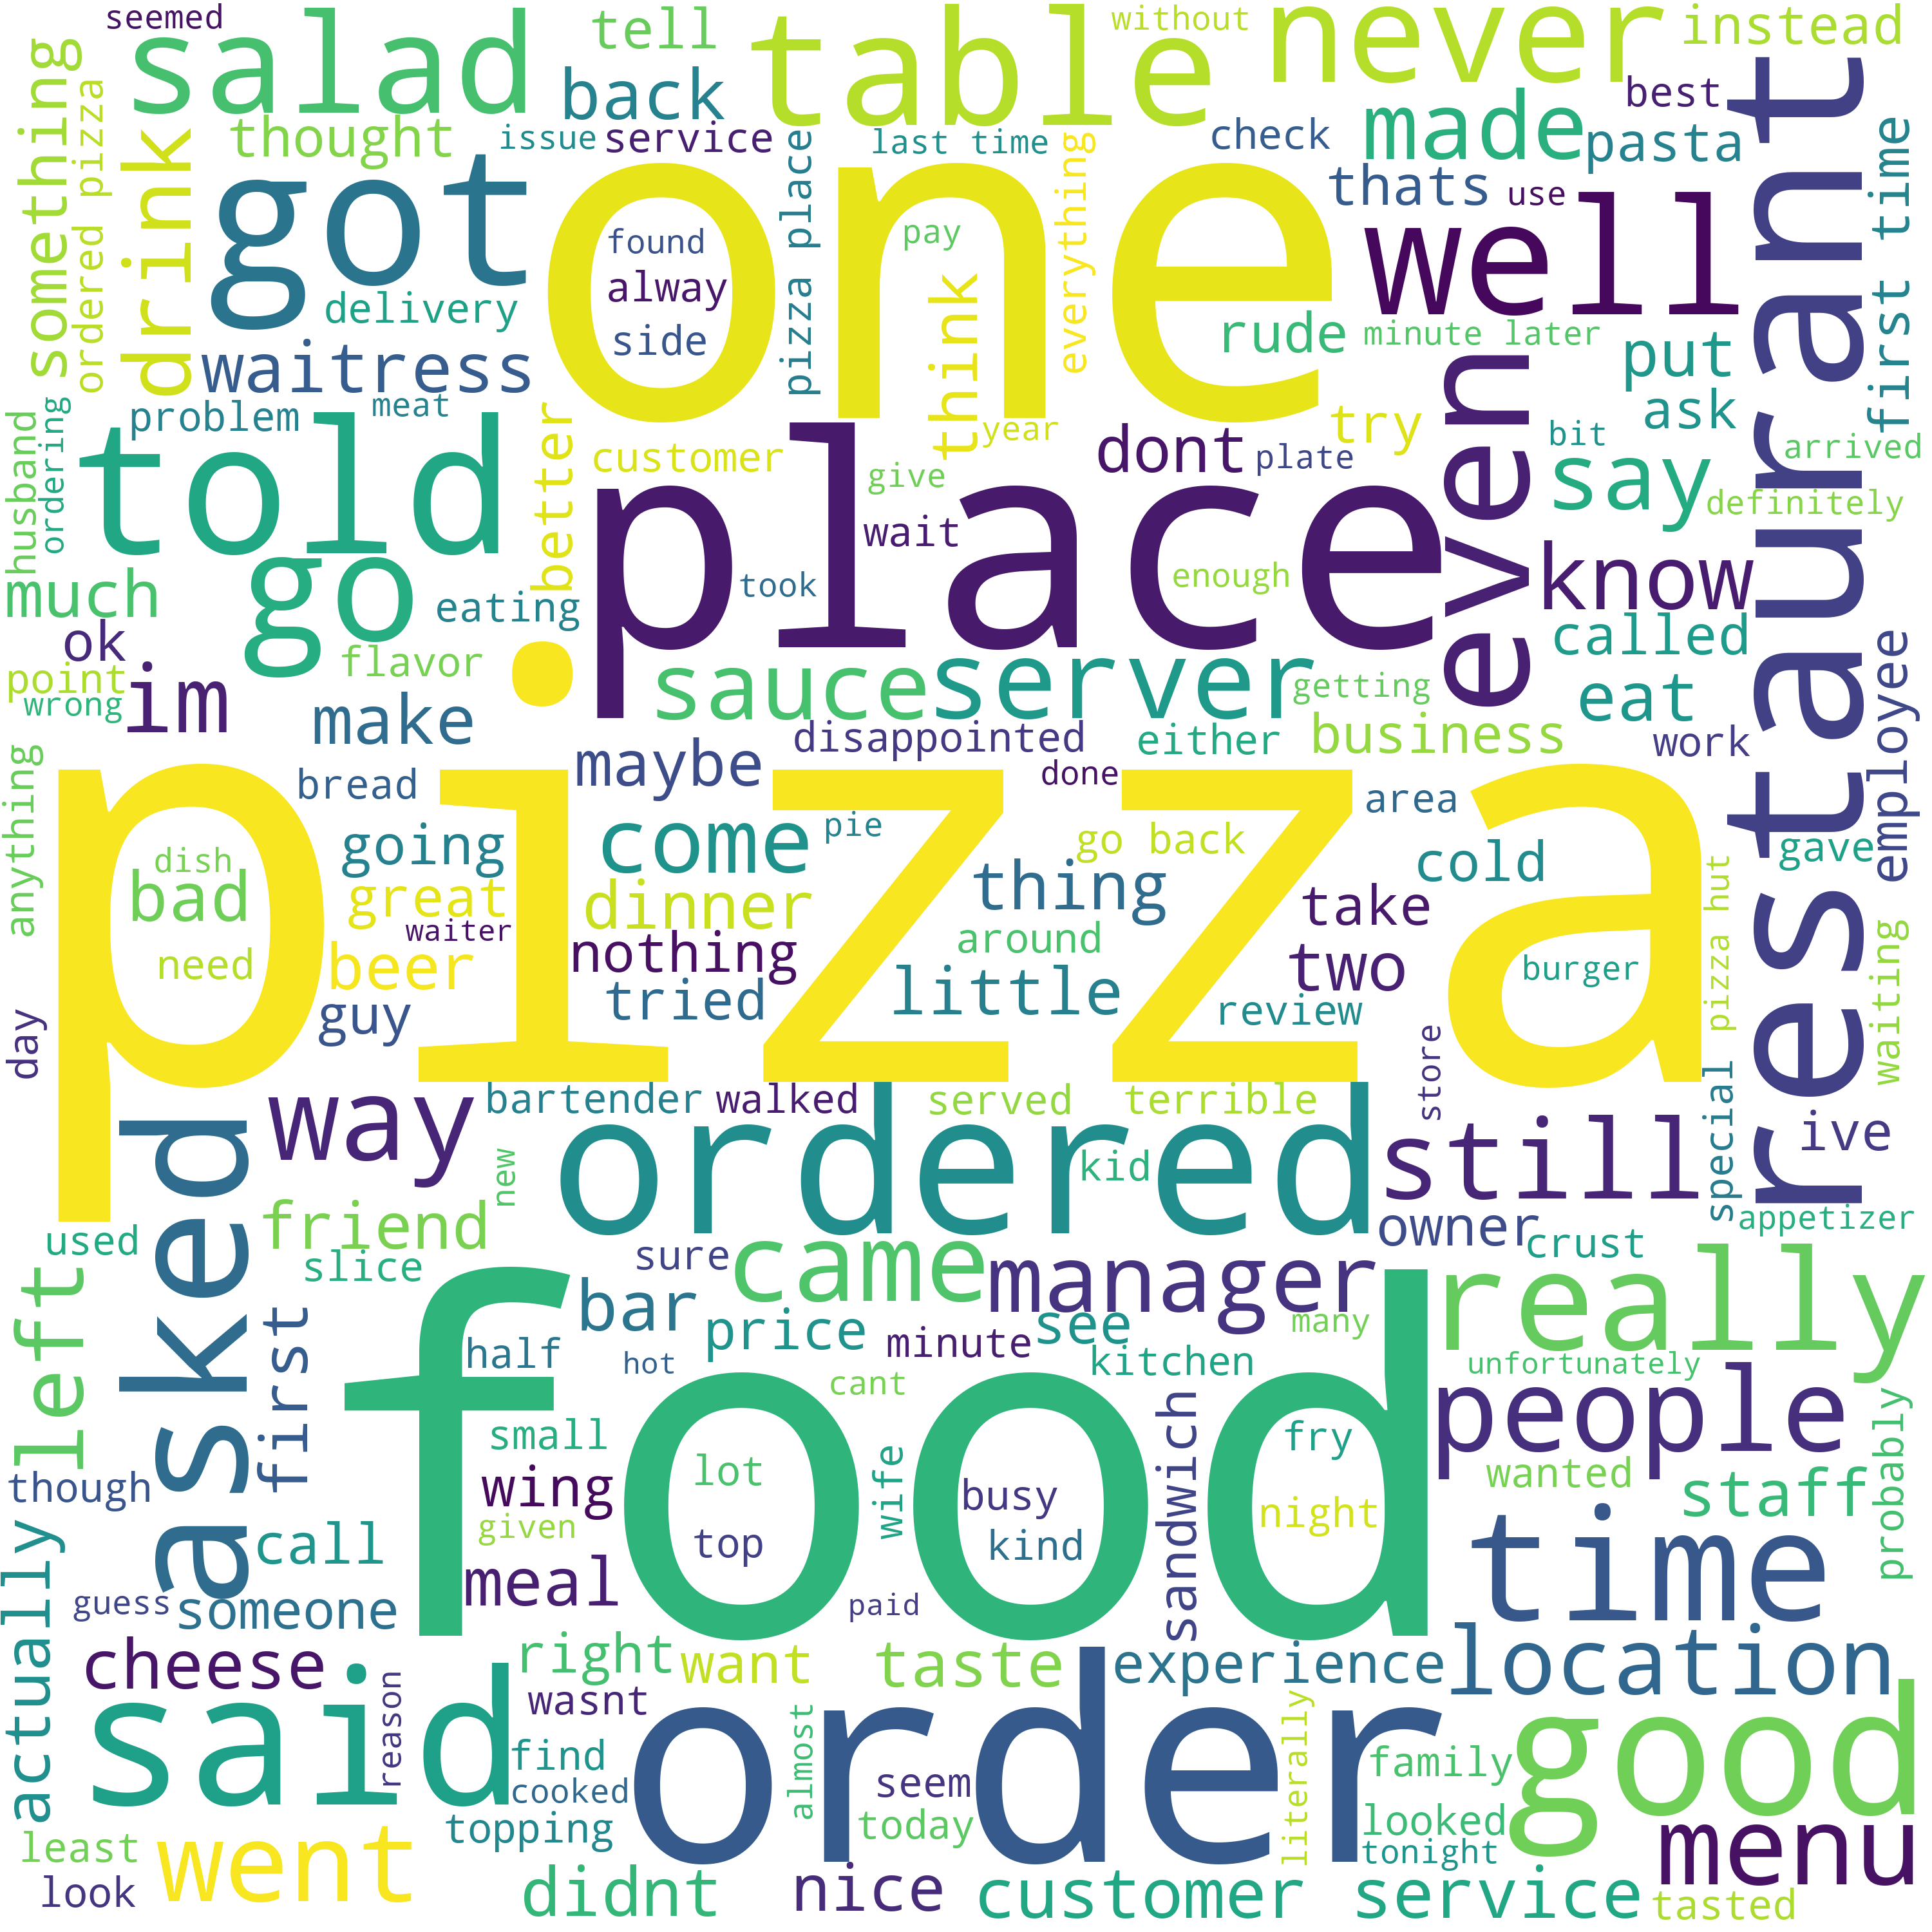 seemed
salad
tell
table
without
never
instead
something
ordered pizza
drink
thought
back
issue
service
pizza place
last time
everything
check
made
best
pasta
restaurant
first time
got
one
thats
use
well
found
alway
side
pay
think
delivery
waitress
rude
minute later
put
even
problem
meat
better
customer
year
dont
try
plate
bit
ask
arrived
husband
ordering
told
place
give
wait
say
definitely
much
go
eating
took
enough
know
ok
flavor
called
point
wrong
im
make
sauce
server
getting
eat
employee
disappointed
either
business
work
maybe
done
anything
bread
pizza
area
going
come
pie
go back
cold
gave
dish
bad
great
dinner
thing
take
waiter
nothing
around
two
need
beer
tried
little
burger
pizza hut
waiting
guy
review
day
store
asked
way
bartender
walked
served
terrible
ordered
still
special
ive
new
kid
friend
owner
appetizer
used
slice
sure
came
manager
crust
left
first
food
bar
price
minute
see
many
really
half
hot
kitchen
unfortunately
cant
people
sandwich
probably
small
lot
wife
fry
though
wing
busy
night
wanted
staff
given
top
kind
call
time
actually
guess
someone
meal
paid
cheese
right
want
taste
experience
location
said
reason
wasnt
order
literally
good
find
almost
family
cooked
seem
topping
today
looked
least
went
tonight
menu
look
didnt
nice
customer service
tasted